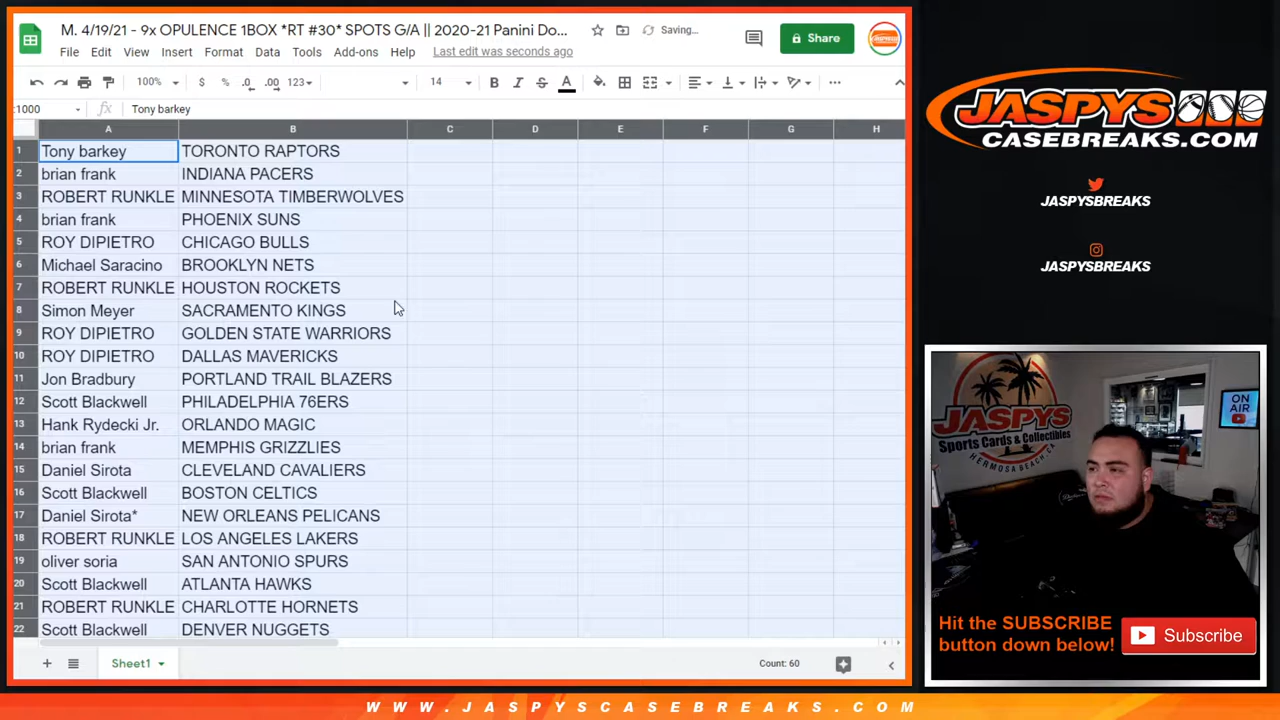 M. 4/19/21 - 9x OPULENCE 1BOX *RT #30* SPOTS G/A || 2020-21 Panini Do...
Saving...
Share
File Edit View Insert Format Data Tools Add-ons Help Last edit was seconds ago
100% $ % .0 .00 123 14 B I S A
:1000 fx Tony barkey
A B C D E F G H
1 Tony barkey TORONTO RAPTORS
2 brian frank INDIANA PACERS
3 ROBERT RUNKLE MINNESOTA TIMBERWOLVES
4 brian frank PHOENIX SUNS
5 ROY DIPIETRO CHICAGO BULLS
6 Michael Saracino BROOKLYN NETS
7 ROBERT RUNKLE HOUSTON ROCKETS
8 Simon Meyer SACRAMENTO KINGS
9 ROY DIPIETRO GOLDEN STATE WARRIORS
10 ROY DIPIETRO DALLAS MAVERICKS
11 Jon Bradbury PORTLAND TRAIL BLAZERS
12 Scott Blackwell PHILADELPHIA 76ERS
13 Hank Rydecki Jr. ORLANDO MAGIC
14 brian frank MEMPHIS GRIZZLIES
15 Daniel Sirota CLEVELAND CAVALIERS
16 Scott Blackwell BOSTON CELTICS
17 Daniel Sirota* NEW ORLEANS PELICANS
18 ROBERT RUNKLE LOS ANGELES LAKERS
19 oliver soria SAN ANTONIO SPURS
20 Scott Blackwell ATLANTA HAWKS
21 ROBERT RUNKLE CHARLOTTE HORNETS
22 Scott Blackwell DENVER NUGGETS
Sheet1
Count: 60
JASPYS
CASEBREAKS.COM
JASPYSBREAKS
JASPYSBREAKS
JASPYS
Sports Cards & Collectibles
HERMOSA BEACH, CA
ON
AIR
Hit the SUBSCRIBE
button down below!
Subscribe
WWW.JASPYSCASEBREAKS.COM